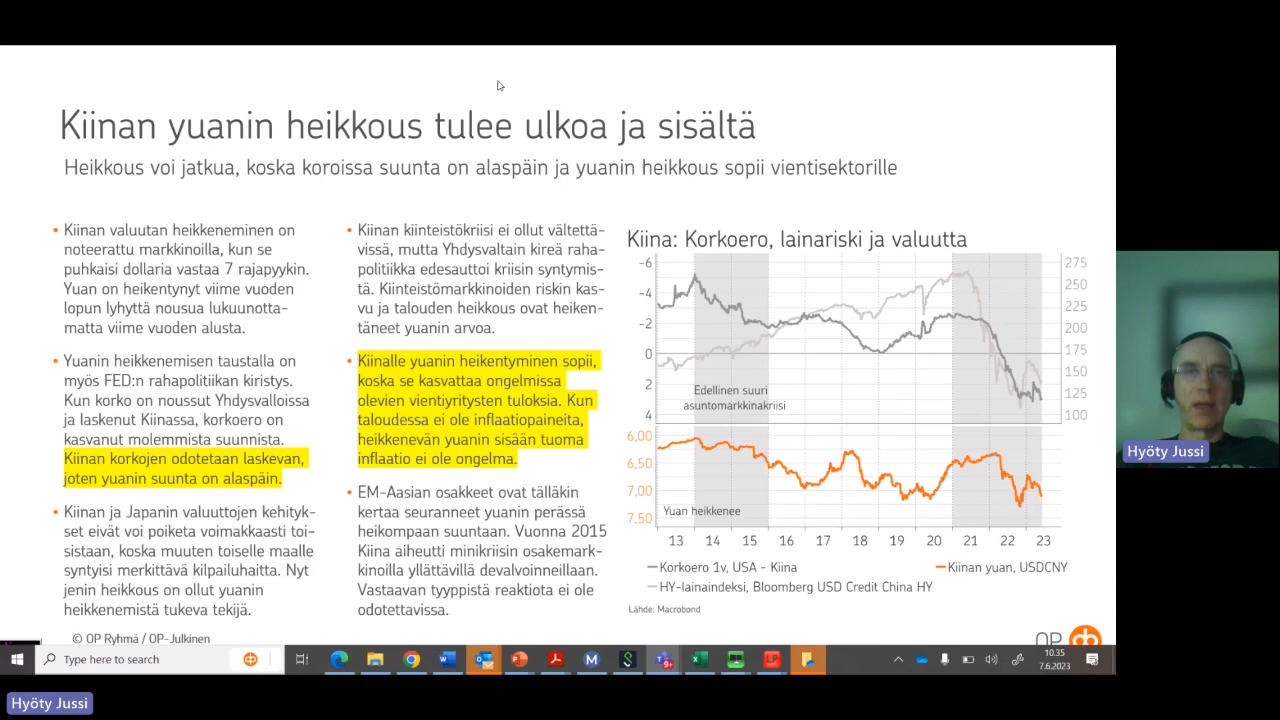 Kiinan yuanin heikkous tulee ulkoa ja sisältä
Heikkous voi jatkua, koska koroissa suunta on alaspäin ja yuanin heikkous sopii vientisektorille
• Kiinan valuutan heikkeneminen on
noteerattu markkinoilla, kun se
puhkaisi dollaria vastaa 7 rajapyykin.
Yuan on heikentynyt viime vuoden
lopun lyhyttä nousua lukuunotta-
matta viime vuoden alusta.
• Yuanin heikkenemisen taustalla on
myös FED:n rahapolitiikan kiristys.
Kun korko on noussut Yhdysvalloissa
ja laskenut Kiinassa, korkoero on
kasvanut molemmista suunnista.
Kiinan korkojen odotetaan laskevan,
joten yuanin suunta on alaspäin.
• Kiinan ja Japanin valuuttojen kehityk-
set eivät voi poiketa voimakkaasti toi-
sistaan, koska muuten toiselle maalle
syntyisi merkittävä kilpailuhaitta. Nyt
jenin heikkous on ollut yuanin
heikkenemistä tukeva tekijä.
• Kiinan kiinteistökriisi ei ollut vältettä-
vissä, mutta Yhdysvaltain kireä raha-
politiikka edesauttoi kriisin syntymis-
tä. Kiinteistömarkkinoiden riskin kas-
vu ja talouden heikkous ovat heiken-
täneet yuanin arvoa.
• Kiinalle yuanin heikentyminen sopii,
koska se kasvattaa ongelmissa
olevien vientiyritysten tuloksia. Kun
taloudessa ei ole inflaatiopaineita,
heikkenevän yuanin sisään tuoma
inflaatio ei ole ongelma.
• EM-Aasian osakkeet ovat tälläkin
kertaa seuranneet yuanin perässä
heikompaan suuntaan. Vuonna 2015
Kiina aiheutti minikriisin osakemark-
kinoilla yllättävillä devalvoinneillaan.
Vastaavan tyyppistä reaktiota ei ole
odotettavissa.
Kiina: Korkoero, lainariski ja valuutta
-6 275
250
-4 225
-2 200
0 175
150
2 125
4 100
Edellinen suuri
asuntomarkkinakriisi
6,00
6,50
7,00
7,50
Yuan heikkenee
13 14 15 16 17 18 19 20 21 22 23
Korkoero 1v, USA - Kiina
Kiinan yuan, USDCNY
HY-lainaindeksi, Bloomberg USD Credit China HY
Lähde: Macrobond
© OP Ryhmä / OP-Julkinen
OP
Type here to search
10.35
7.6.2023
Hyöty Jussi
Hyöty Jussi